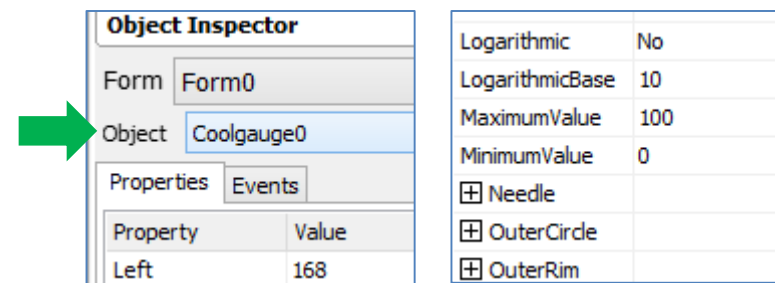 Object Inspector
Form Form0
Object Coolgauge0
Properties Events
Property Value
Left 168
Logarithmic No
LogarithmicBase 10
MaximumValue 100
MinimumValue 0
Needle
OuterCircle
OuterRim